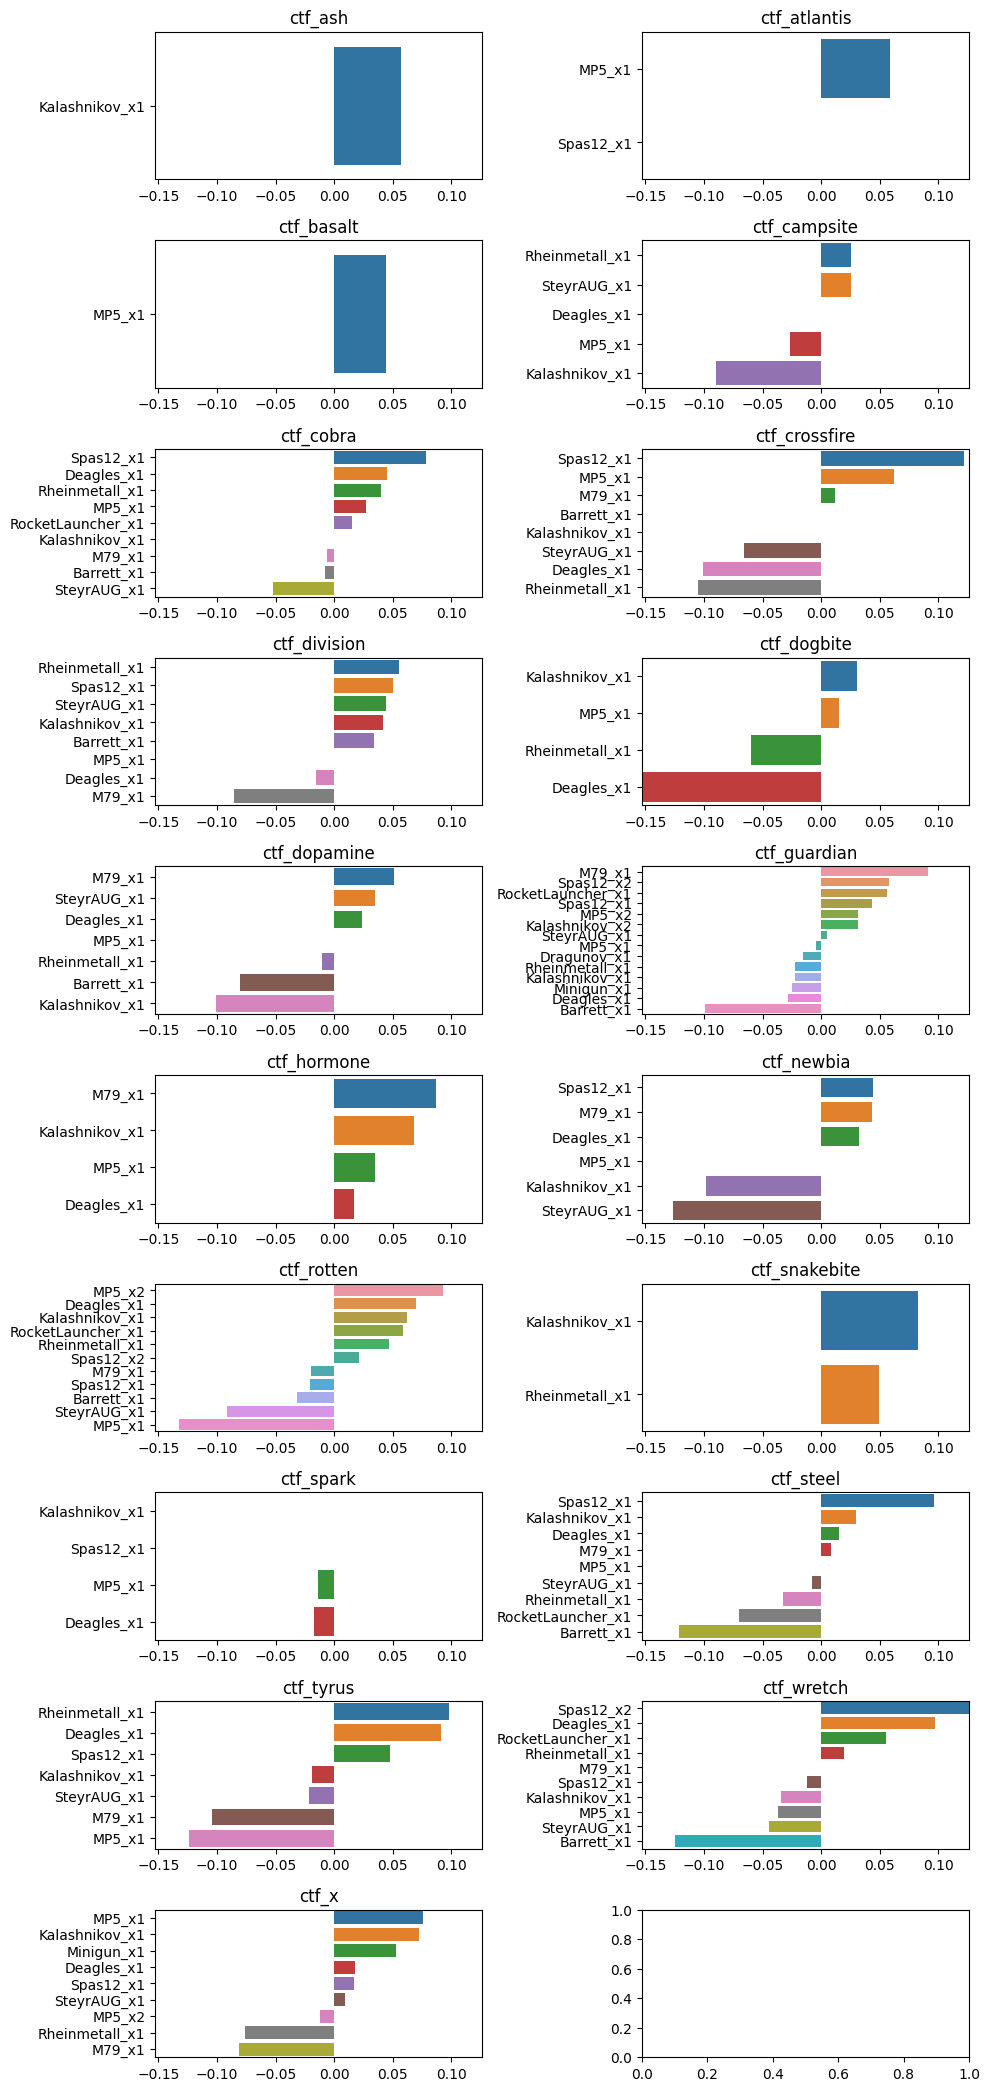 ctf_ash
Kalashnikov_x1
−0.15 −0.10 −0.05 0.00 0.05 0.10
ctf_atlantis
MP5_x1
Spas12_x1
−0.15 −0.10 −0.05 0.00 0.05 0.10
ctf_basalt
MP5_x1
−0.15 −0.10 −0.05 0.00 0.05 0.10
ctf_campsite
Rheinmetall_x1
SteyrAUG_x1
Deagles_x1
MP5_x1
Kalashnikov_x1
−0.15 −0.10 −0.05 0.00 0.05 0.10
ctf_cobra
Spas12_x1
Deagles_x1
Rheinmetall_x1
MP5_x1
RocketLauncher_x1
Kalashnikov_x1
M79_x1
Barrett_x1
SteyrAUG_x1
−0.15 −0.10 −0.05 0.00 0.05 0.10
ctf_crossfire
Spas12_x1
MP5_x1
M79_x1
Barrett_x1
Kalashnikov_x1
SteyrAUG_x1
Deagles_x1
Rheinmetall_x1
−0.15 −0.10 −0.05 0.00 0.05 0.10
ctf_division
Rheinmetall_x1
Spas12_x1
SteyrAUG_x1
Kalashnikov_x1
Barrett_x1
MP5_x1
Deagles_x1
M79_x1
−0.15 −0.10 −0.05 0.00 0.05 0.10
ctf_dogbite
Kalashnikov_x1
MP5_x1
Rheinmetall_x1
Deagles_x1
−0.15 −0.10 −0.05 0.00 0.05 0.10
ctf_dopamine
M79_x1
SteyrAUG_x1
Deagles_x1
MP5_x1
Rheinmetall_x1
Barrett_x1
Kalashnikov_x1
−0.15 −0.10 −0.05 0.00 0.05 0.10
ctf_guardian
M79_x1
Spas12_x2
RocketLauncher_x1
Spas12_x1
MP5_x2
Kalashnikov_x2
SteyrAUG_x1
MP5_x1
Dragunov_x1
Rheinmetall_x1
Kalashnikov_x1
Minigun_x1
Deagles_x1
Barrett_x1
−0.15 −0.10 −0.05 0.00 0.05 0.10
ctf_hormone
M79_x1
Kalashnikov_x1
MP5_x1
Deagles_x1
−0.15 −0.10 −0.05 0.00 0.05 0.10
ctf_newbia
Spas12_x1
M79_x1
Deagles_x1
MP5_x1
Kalashnikov_x1
SteyrAUG_x1
−0.15 −0.10 −0.05 0.00 0.05 0.10
ctf_rotten
MP5_x2
Deagles_x1
Kalashnikov_x1
RocketLauncher_x1
Rheinmetall_x1
Spas12_x2
M79_x1
Spas12_x1
Barrett_x1
SteyrAUG_x1
MP5_x1
−0.15 −0.10 −0.05 0.00 0.05 0.10
ctf_snakebite
Kalashnikov_x1
Rheinmetall_x1
−0.15 −0.10 −0.05 0.00 0.05 0.10
ctf_spark
Kalashnikov_x1
Spas12_x1
MP5_x1
Deagles_x1
−0.15 −0.10 −0.05 0.00 0.05 0.10
ctf_steel
Spas12_x1
Kalashnikov_x1
Deagles_x1
M79_x1
MP5_x1
SteyrAUG_x1
Rheinmetall_x1
RocketLauncher_x1
Barrett_x1
−0.15 −0.10 −0.05 0.00 0.05 0.10
ctf_tyrus
Rheinmetall_x1
Deagles_x1
Spas12_x1
Kalashnikov_x1
SteyrAUG_x1
M79_x1
MP5_x1
−0.15 −0.10 −0.05 0.00 0.05 0.10
ctf_wretch
Spas12_x2
Deagles_x1
RocketLauncher_x1
Rheinmetall_x1
M79_x1
Spas12_x1
Kalashnikov_x1
MP5_x1
SteyrAUG_x1
Barrett_x1
−0.15 −0.10 −0.05 0.00 0.05 0.10
ctf_x
MP5_x1
Kalashnikov_x1
Minigun_x1
Deagles_x1
Spas12_x1
SteyrAUG_x1
MP5_x2
Rheinmetall_x1
M79_x1
−0.15 −0.10 −0.05 0.00 0.05 0.10
1.0
0.8
0.6
0.4
0.2
0.0
0.0 0.2 0.4 0.6 0.8 1.0